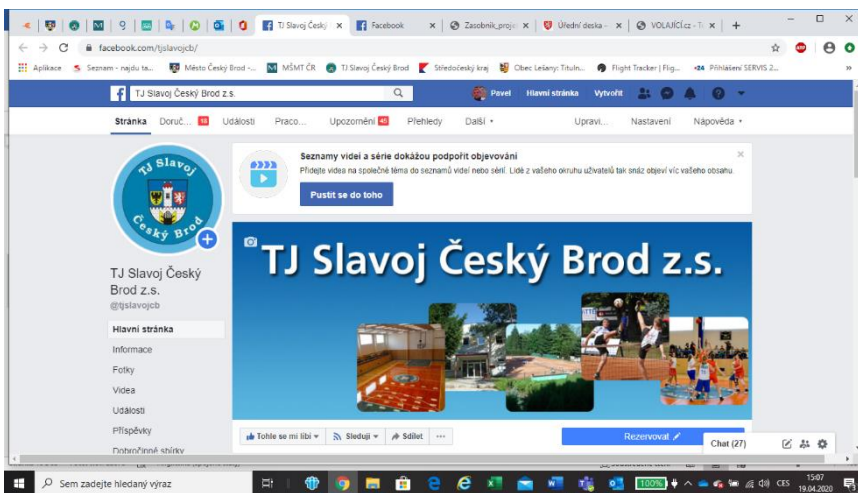 TJ Slavoj Český
Facebook
Zasobnik_proje
Úřední deska -
VOLAJÍCÍ.cz - Te
facebook.com/tjslavojcb/
Aplikace
Seznam - najdu ta...
Město Český Brod -...
MŠMT ČR
TJ Slavoj Český Brod
Středočeský kraj
Obec Lešany: Tituln...
Flight Tracker | Flig...
Přihlášení SERVIS 2...
TJ Slavoj Český Brod z.s.
Pavel
Hlavní stránka
Vytvořit
Stránka
Doruč...
18
Události
Praco...
Upozornění
45
Přehledy
Další
Upravi...
Nastavení
Nápověda
Seznamy videí a série dokážou podpořit objevování
Přidejte videa na společné téma do seznamů videí nebo sérií. Lidé z vašeho okruhu uživatelů tak snáz objeví víc vašeho obsahu.
Pustit se do toho
TJ Slavoj
Český Brod
TJ Slavoj Český Brod z.s.
TJ Slavoj Český
Brod z.s.
@tjslavojcb
Hlavní stránka
Informace
Fotky
Videa
Události
Příspěvky
Dobročinné sbírky
Tohle se mi líbí
Sleduji
Sdílet
Rezervovat
Chat (27)
Sem zadejte hledaný výraz
100%
CES
15:07
19.04.2020